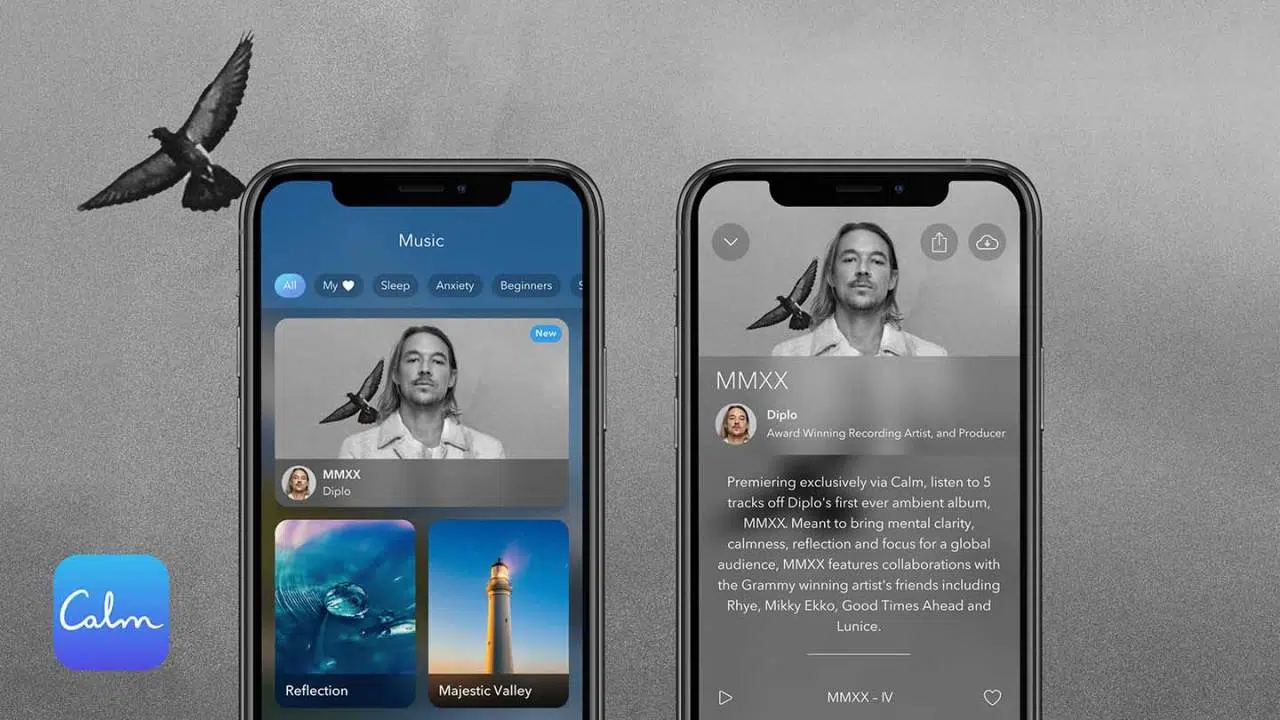 Music
All
My
Sleep
Anxiety
Beginners
S
New
MMXX
Diplo
Reflection
Majestic Valley
Calm
MMXX
Diplo
Award Winning Recording Artist, and Producer
Premiering exclusively via Calm, listen to 5
tracks off Diplo's first ever ambient album,
MMXX. Meant to bring mental clarity,
calmness, reflection and focus for a global
audience, MMXX features collaborations with
the Grammy winning artist's friends including
Rhye, Mikky Ekko, Good Times Ahead and
Lunice.
MMXX – IV